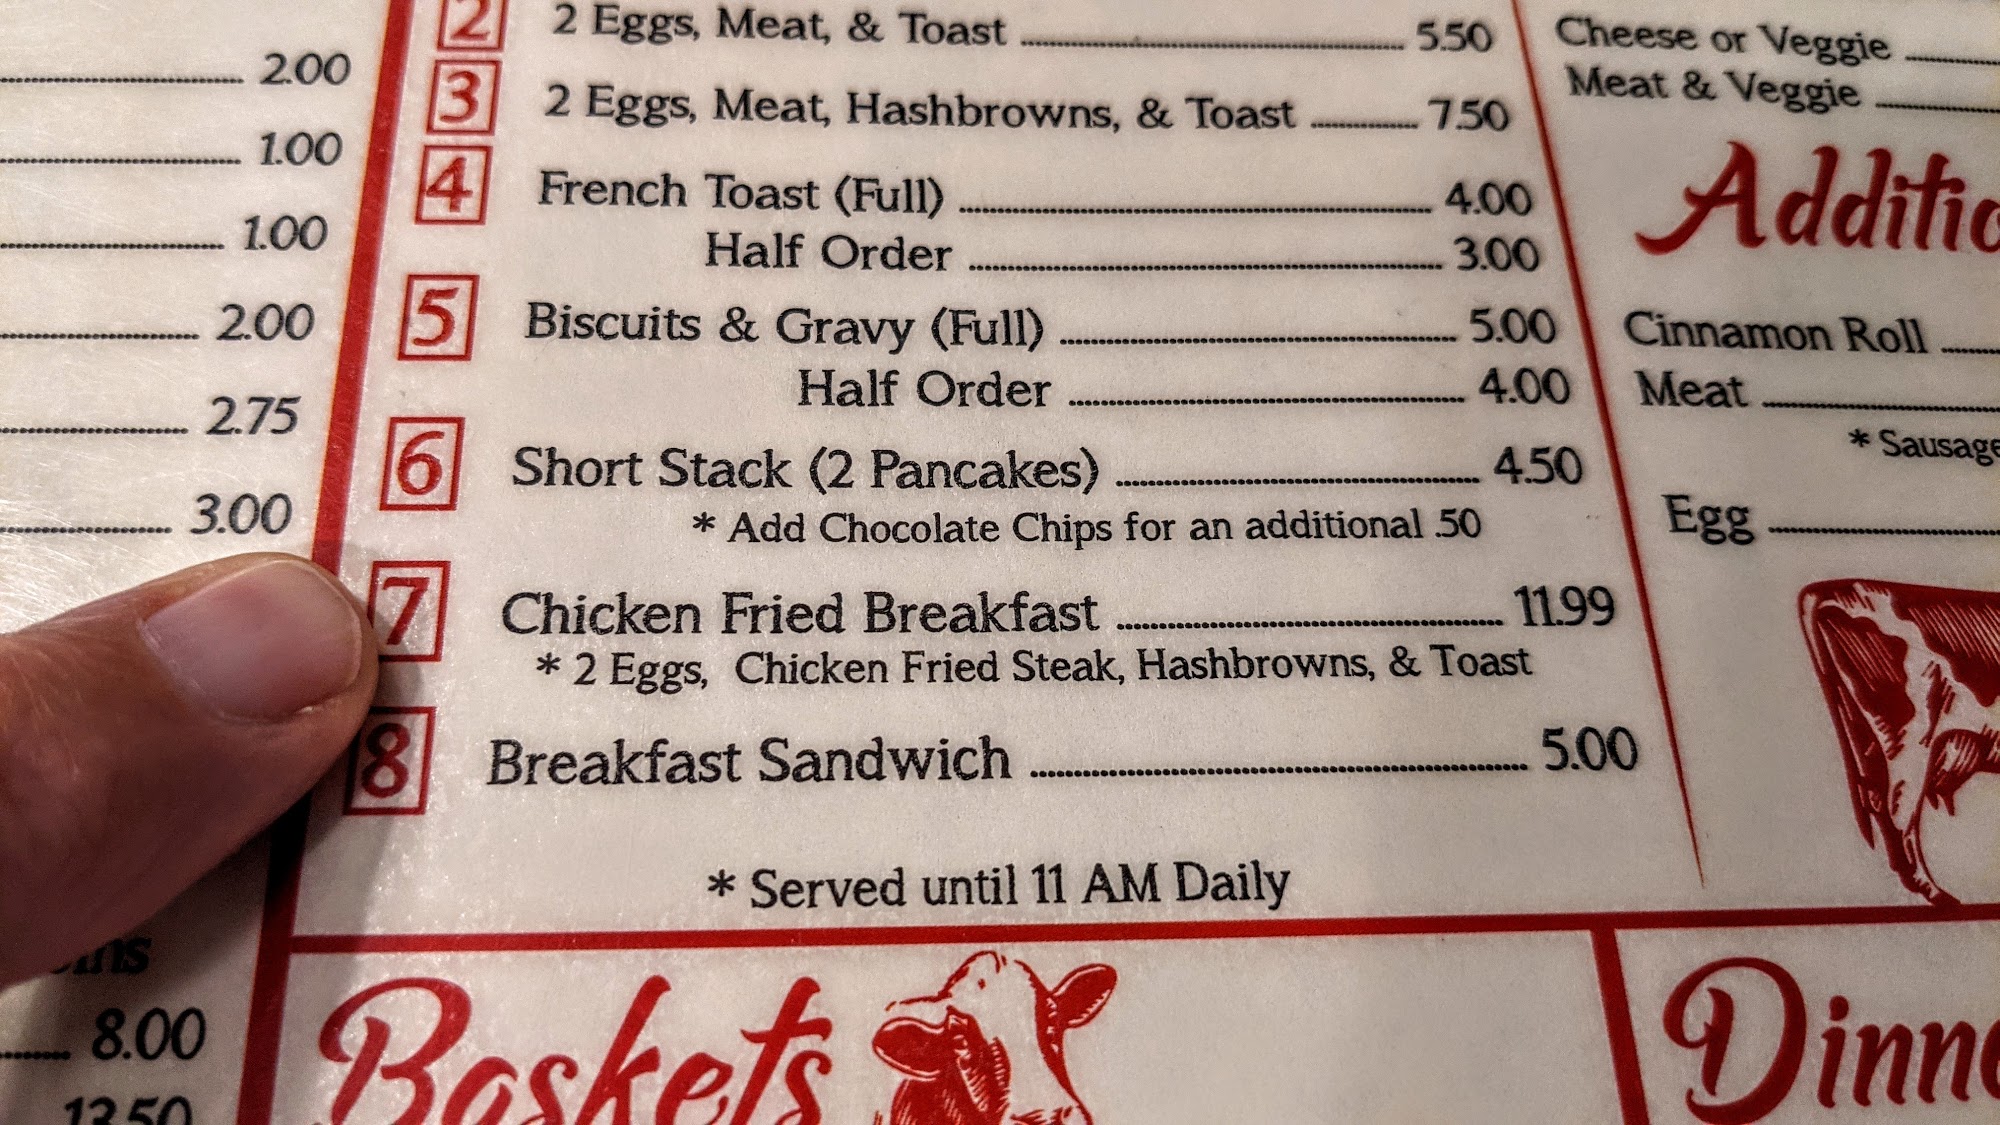 2.00
1.00
1.00
2.00
2.75
3.00
8.00
13.50
2 2 Eggs, Meat, & Toast 5.50
3 2 Eggs, Meat, Hashbrowns, & Toast 7.50
4 French Toast (Full) 4.00
Half Order 3.00
5 Biscuits & Gravy (Full) 5.00
Half Order 4.00
6 Short Stack (2 Pancakes) 4.50
* Add Chocolate Chips for an additional .50
7 Chicken Fried Breakfast 11.99
* 2 Eggs, Chicken Fried Steak, Hashbrowns, & Toast
8 Breakfast Sandwich 5.00
* Served until 11 AM Daily
Baskets
Cheese or Veggie
Meat & Veggie
Additio
Cinnamon Roll
Meat
* Sausage
Egg
Dinne